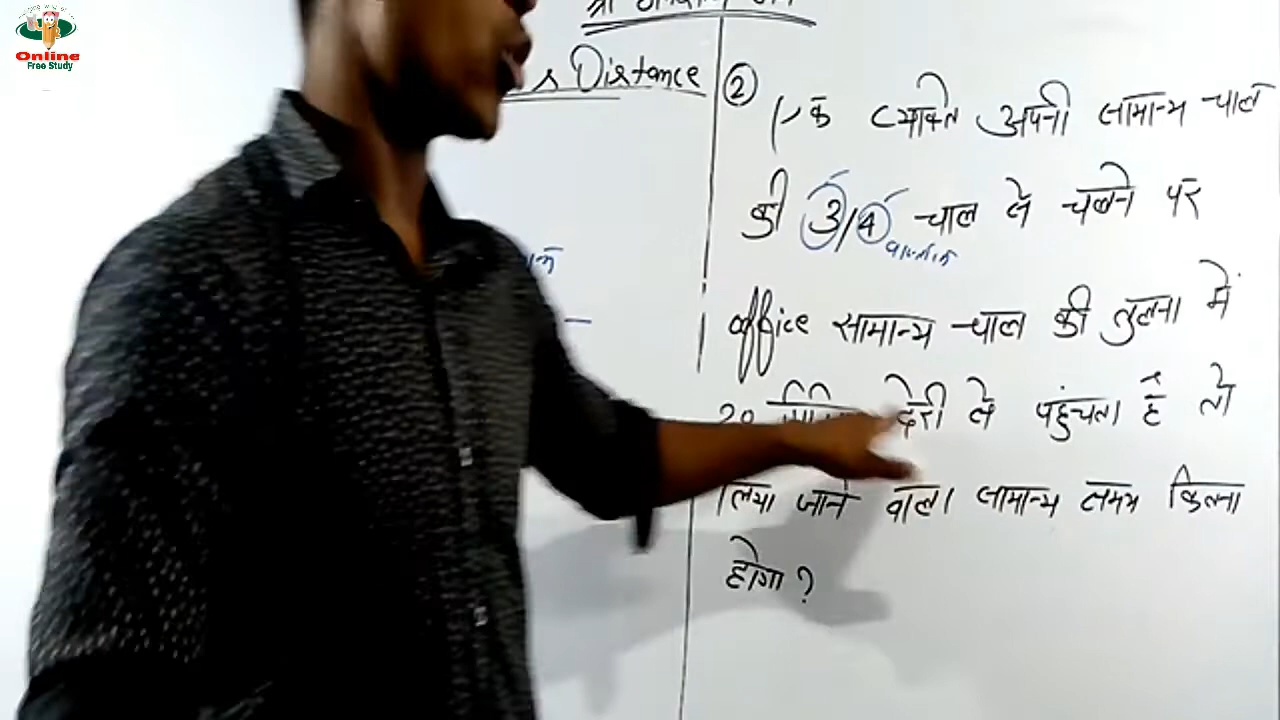 Online
Free Study
Distance
②
एक व्यक्ति अपनी सामान्य चाल
की 3/4 चाल से चलने पर
वास्तविक
office सामान्य चाल की तुलना में
20 देरी से पहुंचता है तो
लिया जाने वाला सामान्य समय कितना
होगा ?